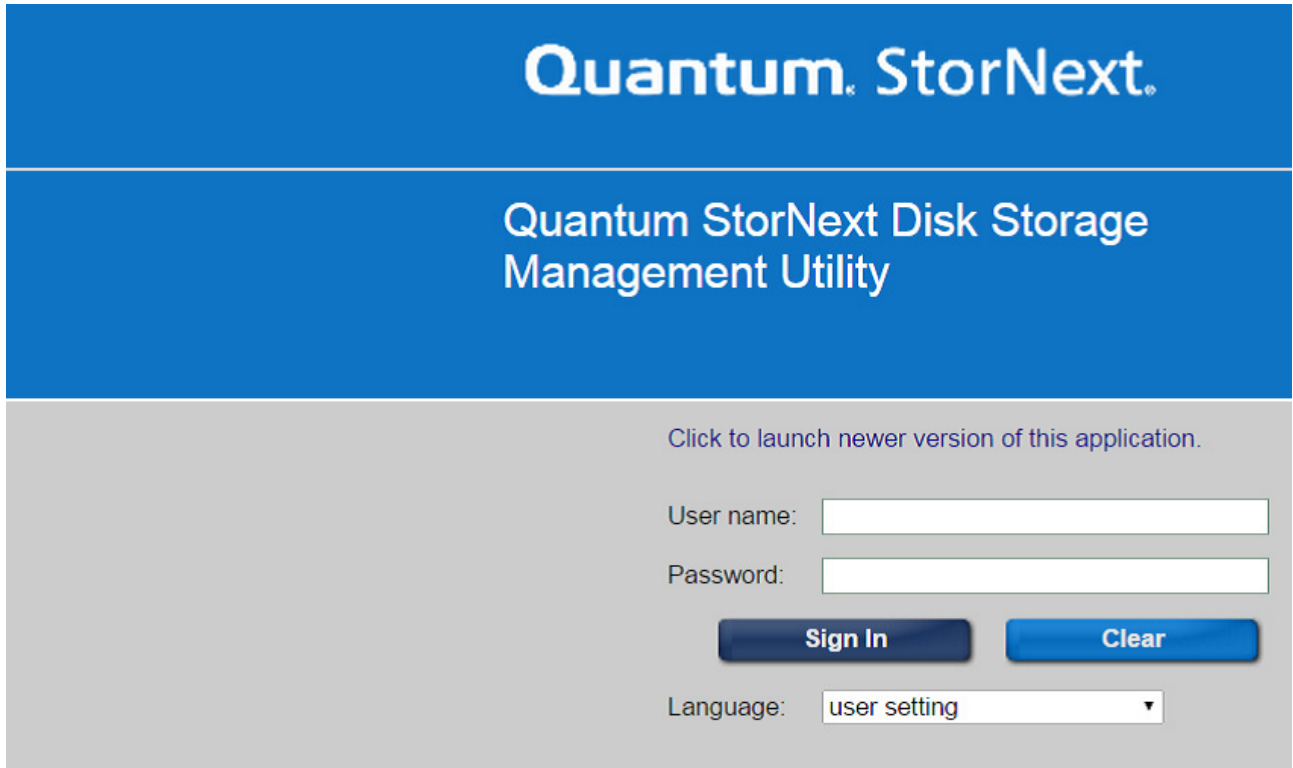 Quantum® StorNext®
Quantum StorNext Disk Storage
Management Utility
Click to launch newer version of this application.
User name:
Password:
Sign In Clear
Language: user setting